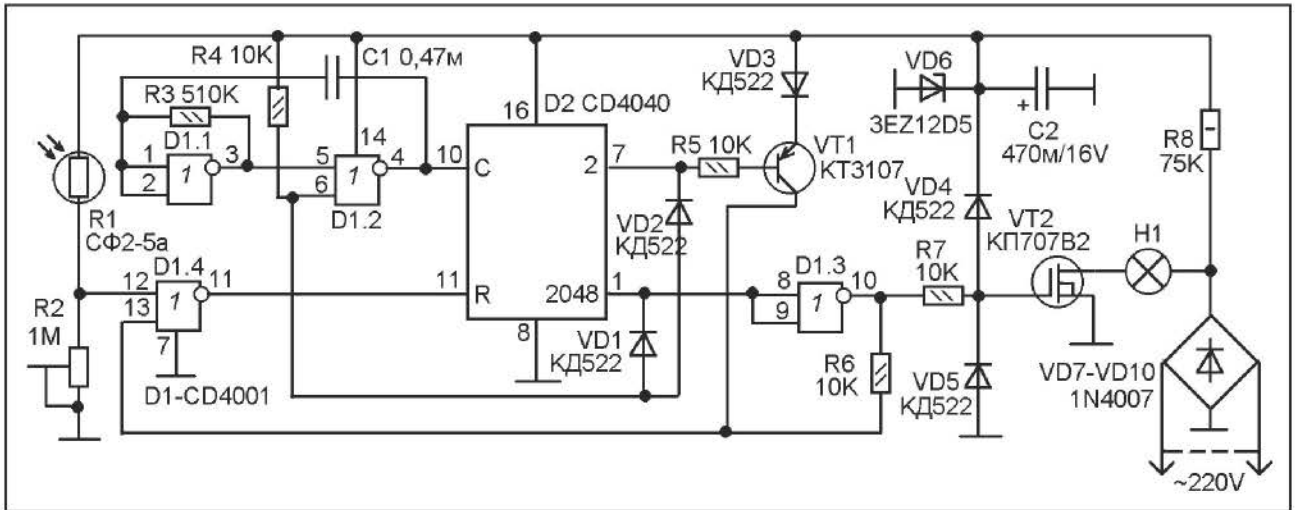 R4 10K
C1 0,47м
R3 510K
D1.1
1
2
1
3
14
5
6
1
4
D1.2
10
16
D2 CD4040
C
2
7
R5 10K
VD3
КД522
VT1
КТ3107
VD6
3EZ12D5
+
C2
470м/16V
R8
75K
R1
СФ2-5а
VD2
КД522
VD4
КД522
VT2
КП707В2
H1
D1.4
12
13
1
11
7
D1-CD4001
R2
1M
11
R
2048
1
8
VD1
КД522
D1.3
8
9
1
10
R7
10K
R6
10K
VD5
КД522
VD7-VD10
1N4007
~220V